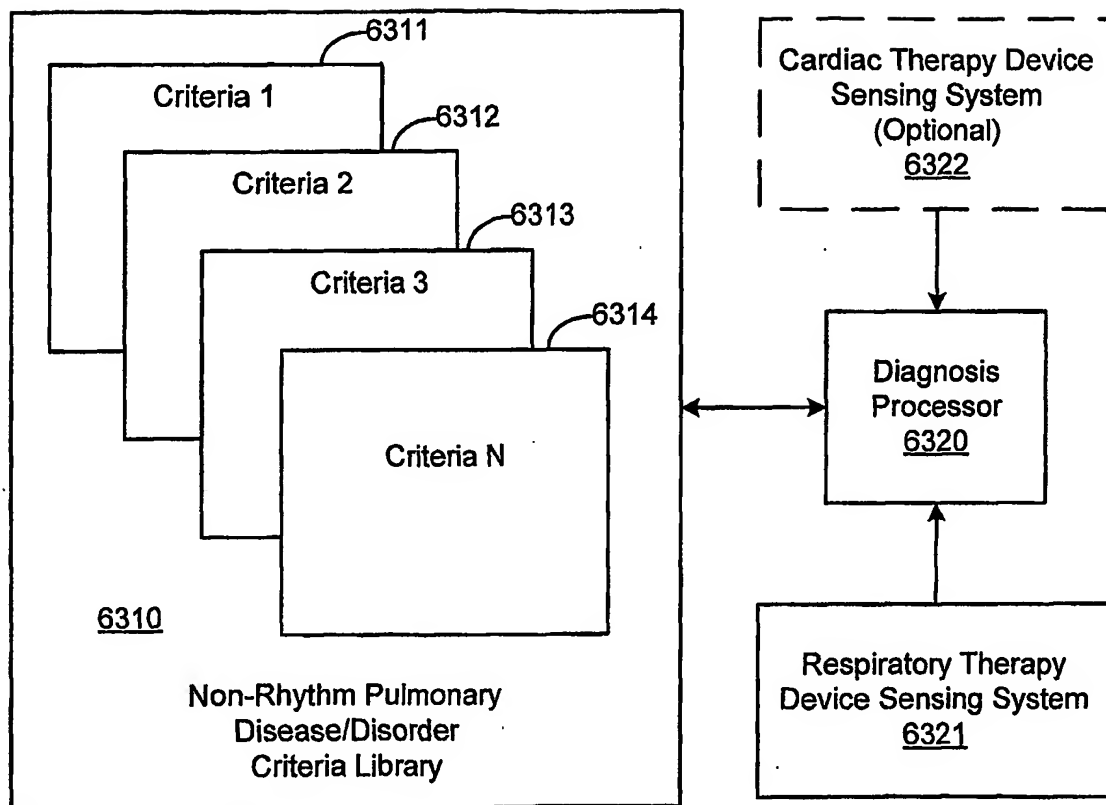 6311
Criteria 1
6312
Criteria 2
6313
Criteria 3
6314
Criteria N
6310
Non-Rhythm Pulmonary
Disease/Disorder
Criteria Library
Cardiac Therapy Device
Sensing System
(Optional)
6322
Diagnosis
Processor
6320
Respiratory Therapy
Device Sensing System
6321